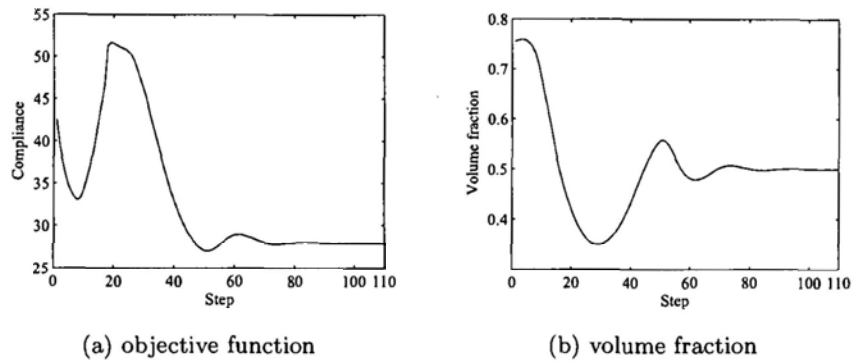 55
50
45
40
35
30
25
Compliance
0 20 40 60 80 100 110
Step
(a) objective function
0.8
0.7
0.6
0.5
0.4
Volume fraction
0 20 40 60 80 100 110
Step
(b) volume fraction